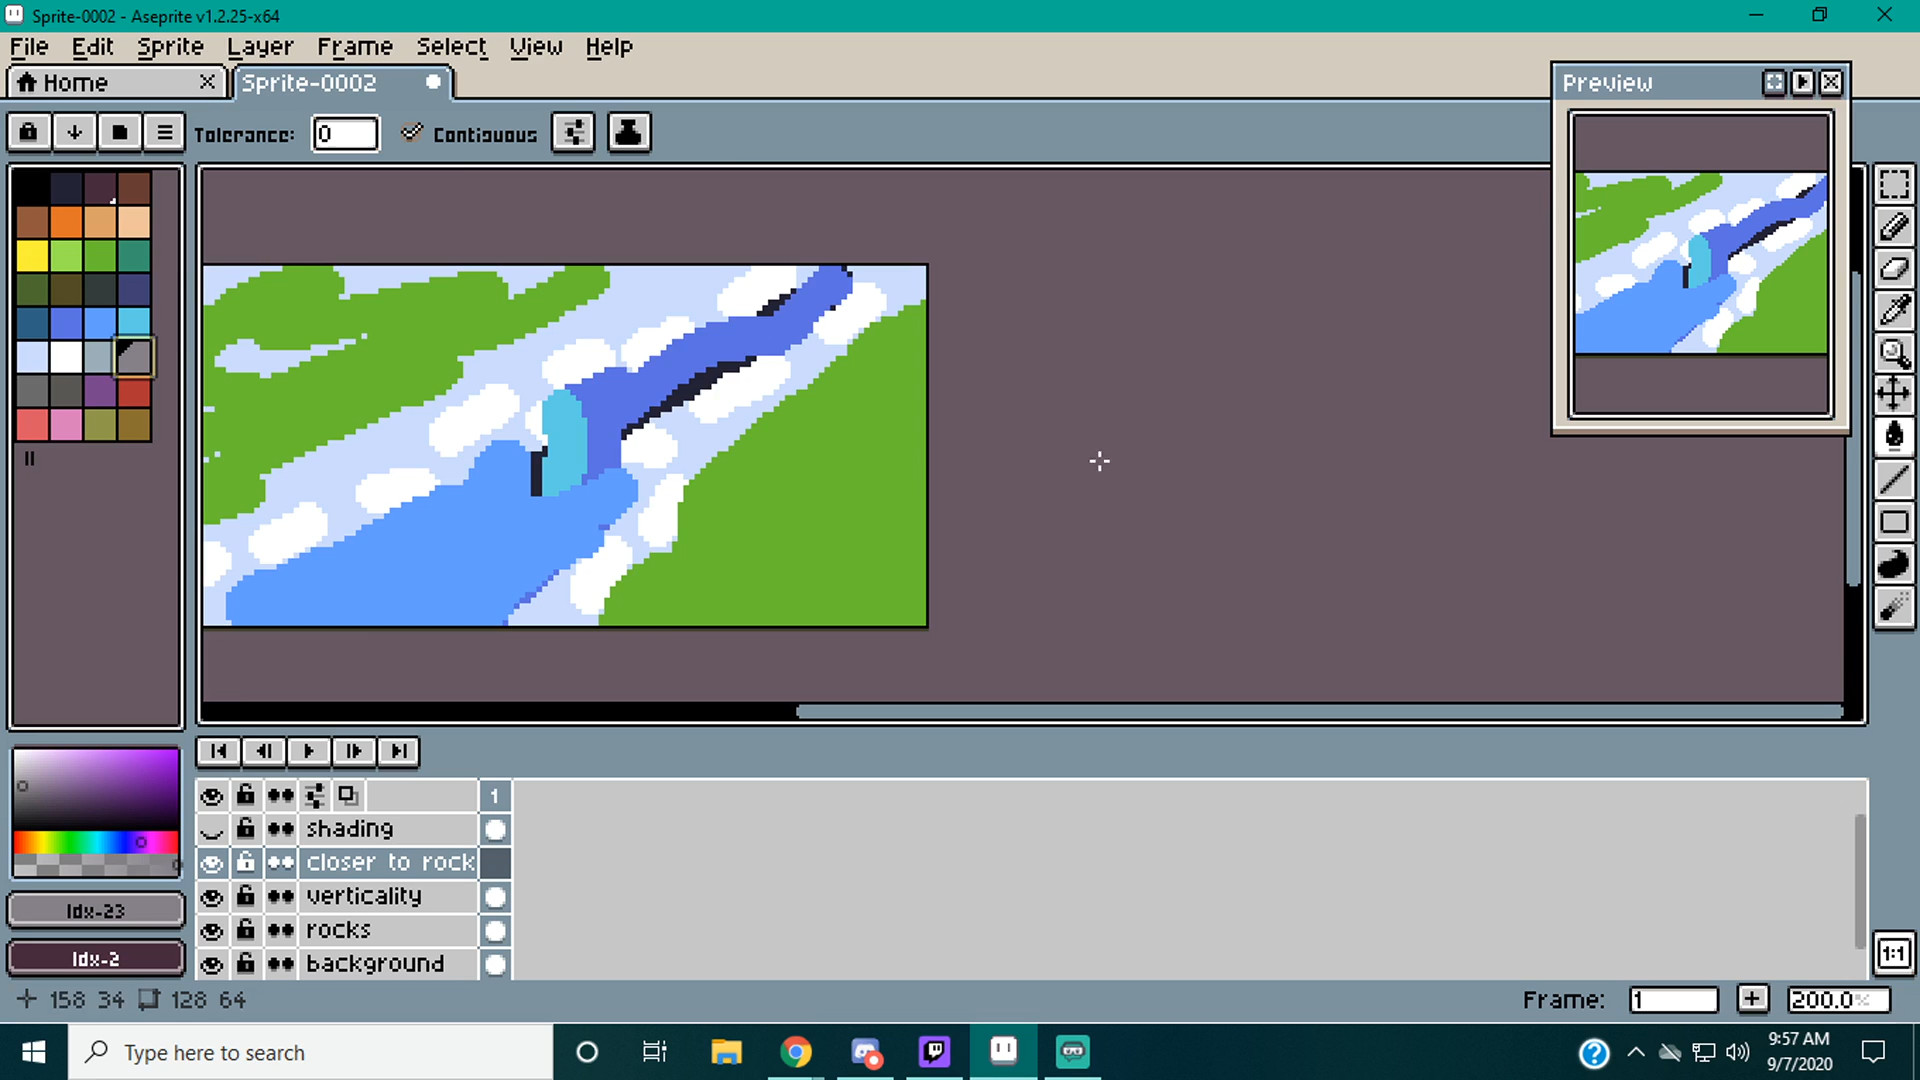 Sprite-0002 - Aseprite v1.2.25-x64
File Edit Sprite Layer Frame Select View Help
Home
Sprite-0002
Preview
Tolerance: 0 Contiguous
1
shading
closer to rock
verticality
rocks
background
Idx-23
Idx-2
158 34 128 64
Frame: 1 200.0%
1:1
Type here to search
9:57 AM
9/7/2020